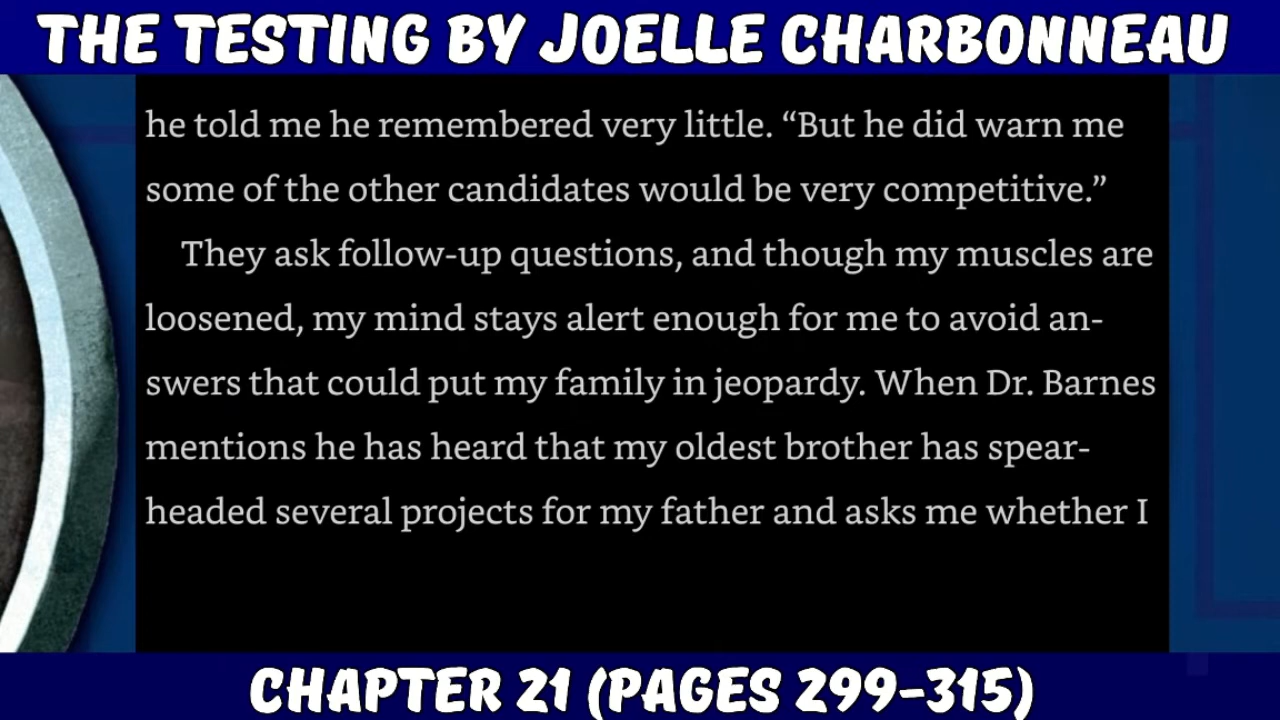 THE TESTING BY JOELLE CHARBONNEAU
he told me he remembered very little. “But he did warn me
some of the other candidates would be very competitive.”
They ask follow-up questions, and though my muscles are
loosened, my mind stays alert enough for me to avoid an-
swers that could put my family in jeopardy. When Dr. Barnes
mentions he has heard that my oldest brother has spear-
headed several projects for my father and asks me whether I
CHAPTER 21 (PAGES 299-315)